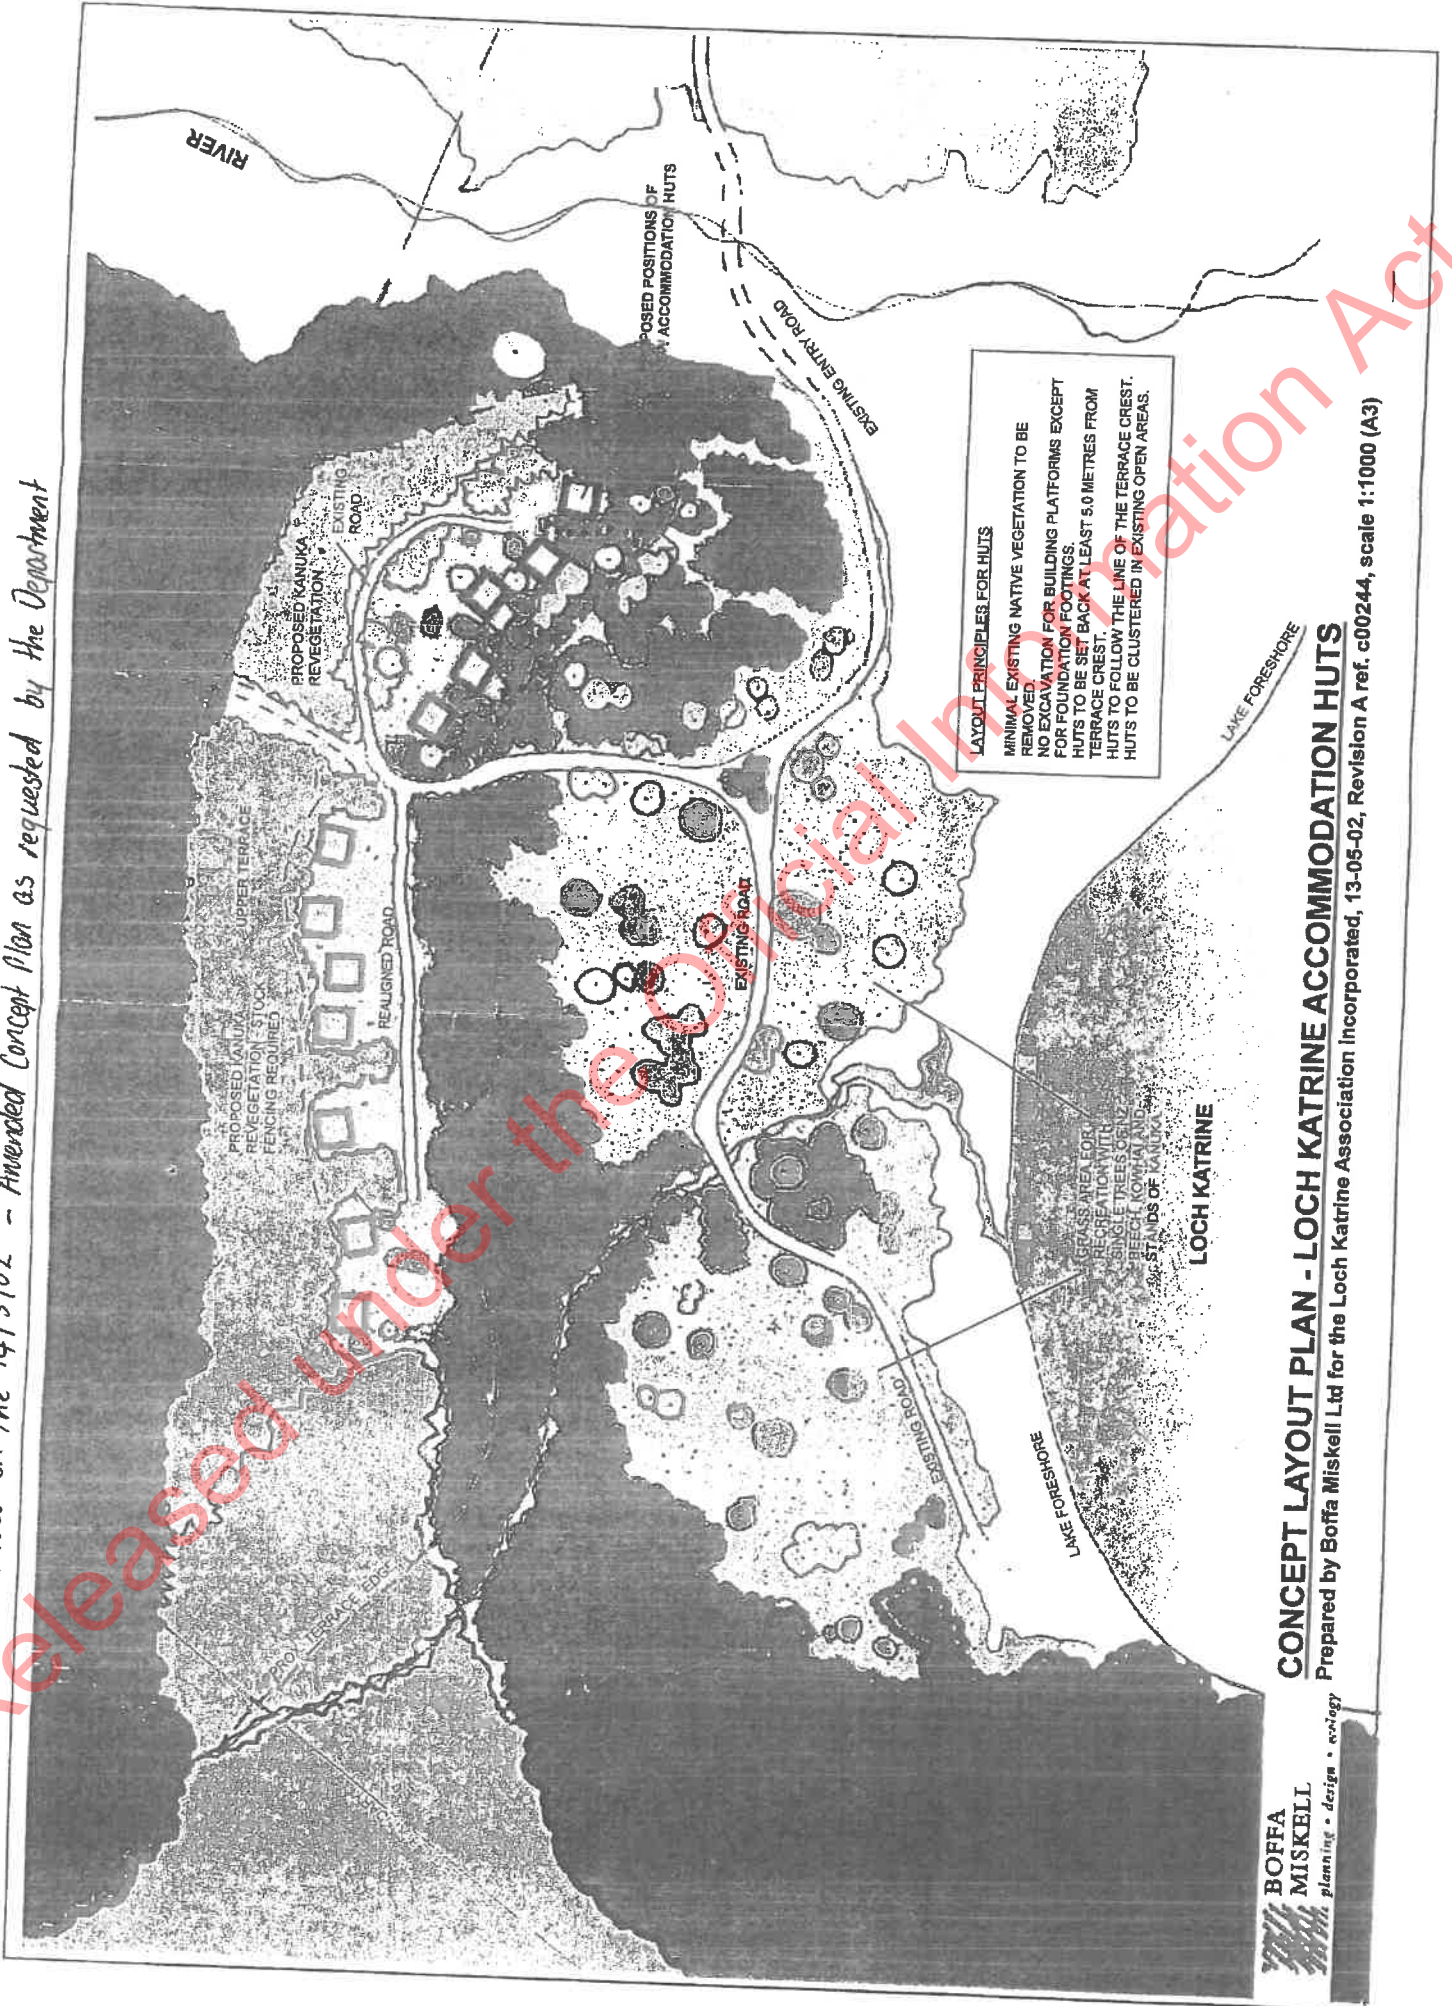 on the 14/5/02 - Amended Concept Plan as requested by the Department
RIVER
POSED POSITIONS OF
ACCOMMODATION HUTS
EXISTING ENTRY ROAD
PROPOSED KANUKA
REVEGETATION
EXISTING
ROAD
UPPER TERRACE
PROPOSED KANUKA
REVEGETATION - STOCK
FENCING REQUIRED
REALIGNED ROAD
EXISTING ROAD
EXISTING ROAD
TERRACE EDGE
LAYOUT PRINCIPLES FOR HUTS
MINIMAL EXISTING NATIVE VEGETATION TO BE
REMOVED.
NO EXCAVATION FOR BUILDING PLATFORMS EXCEPT
FOR FOUNDATION FOOTINGS.
HUTS TO BE SET BACK AT LEAST 5.0 METRES FROM
TERRACE CREST.
HUTS TO FOLLOW THE LINE OF THE TERRACE CREST.
HUTS TO BE CLUSTERED IN EXISTING OPEN AREAS.
GRASS AREA FOR
RECREATION WITH
SINGLE TREES OF NZ
BEECH, KOWHAI AND
STANDS OF KANUKA
LAKE FORESHORE
LAKE FORESHORE
LOCH KATRINE
CONCEPT LAYOUT PLAN - LOCH KATRINE ACCOMMODATION HUTS
Prepared by Boffa Miskell Ltd for the Loch Katrine Association Incorporated, 13-05-02, Revision A ref. c00244, scale 1:1000 (A3)
BOFFA
MISKELL
planning • design • ecology
Released under the Official Information Act